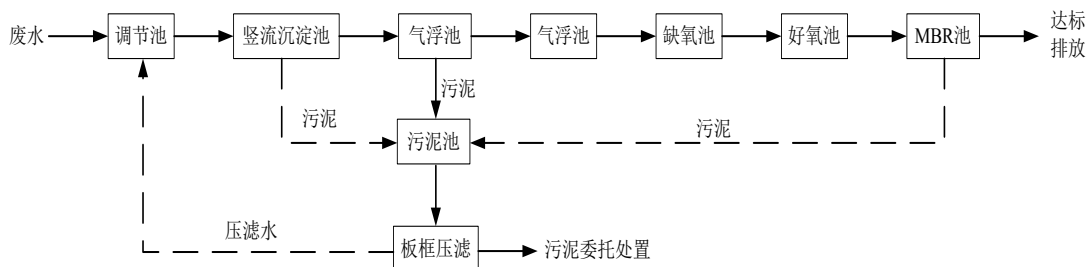 废水
调节池
竖流沉淀池
气浮池
气浮池
缺氧池
好氧池
MBR池
达标
排放
污泥
污泥
污泥
污泥池
压滤水
板框压滤
污泥委托处置